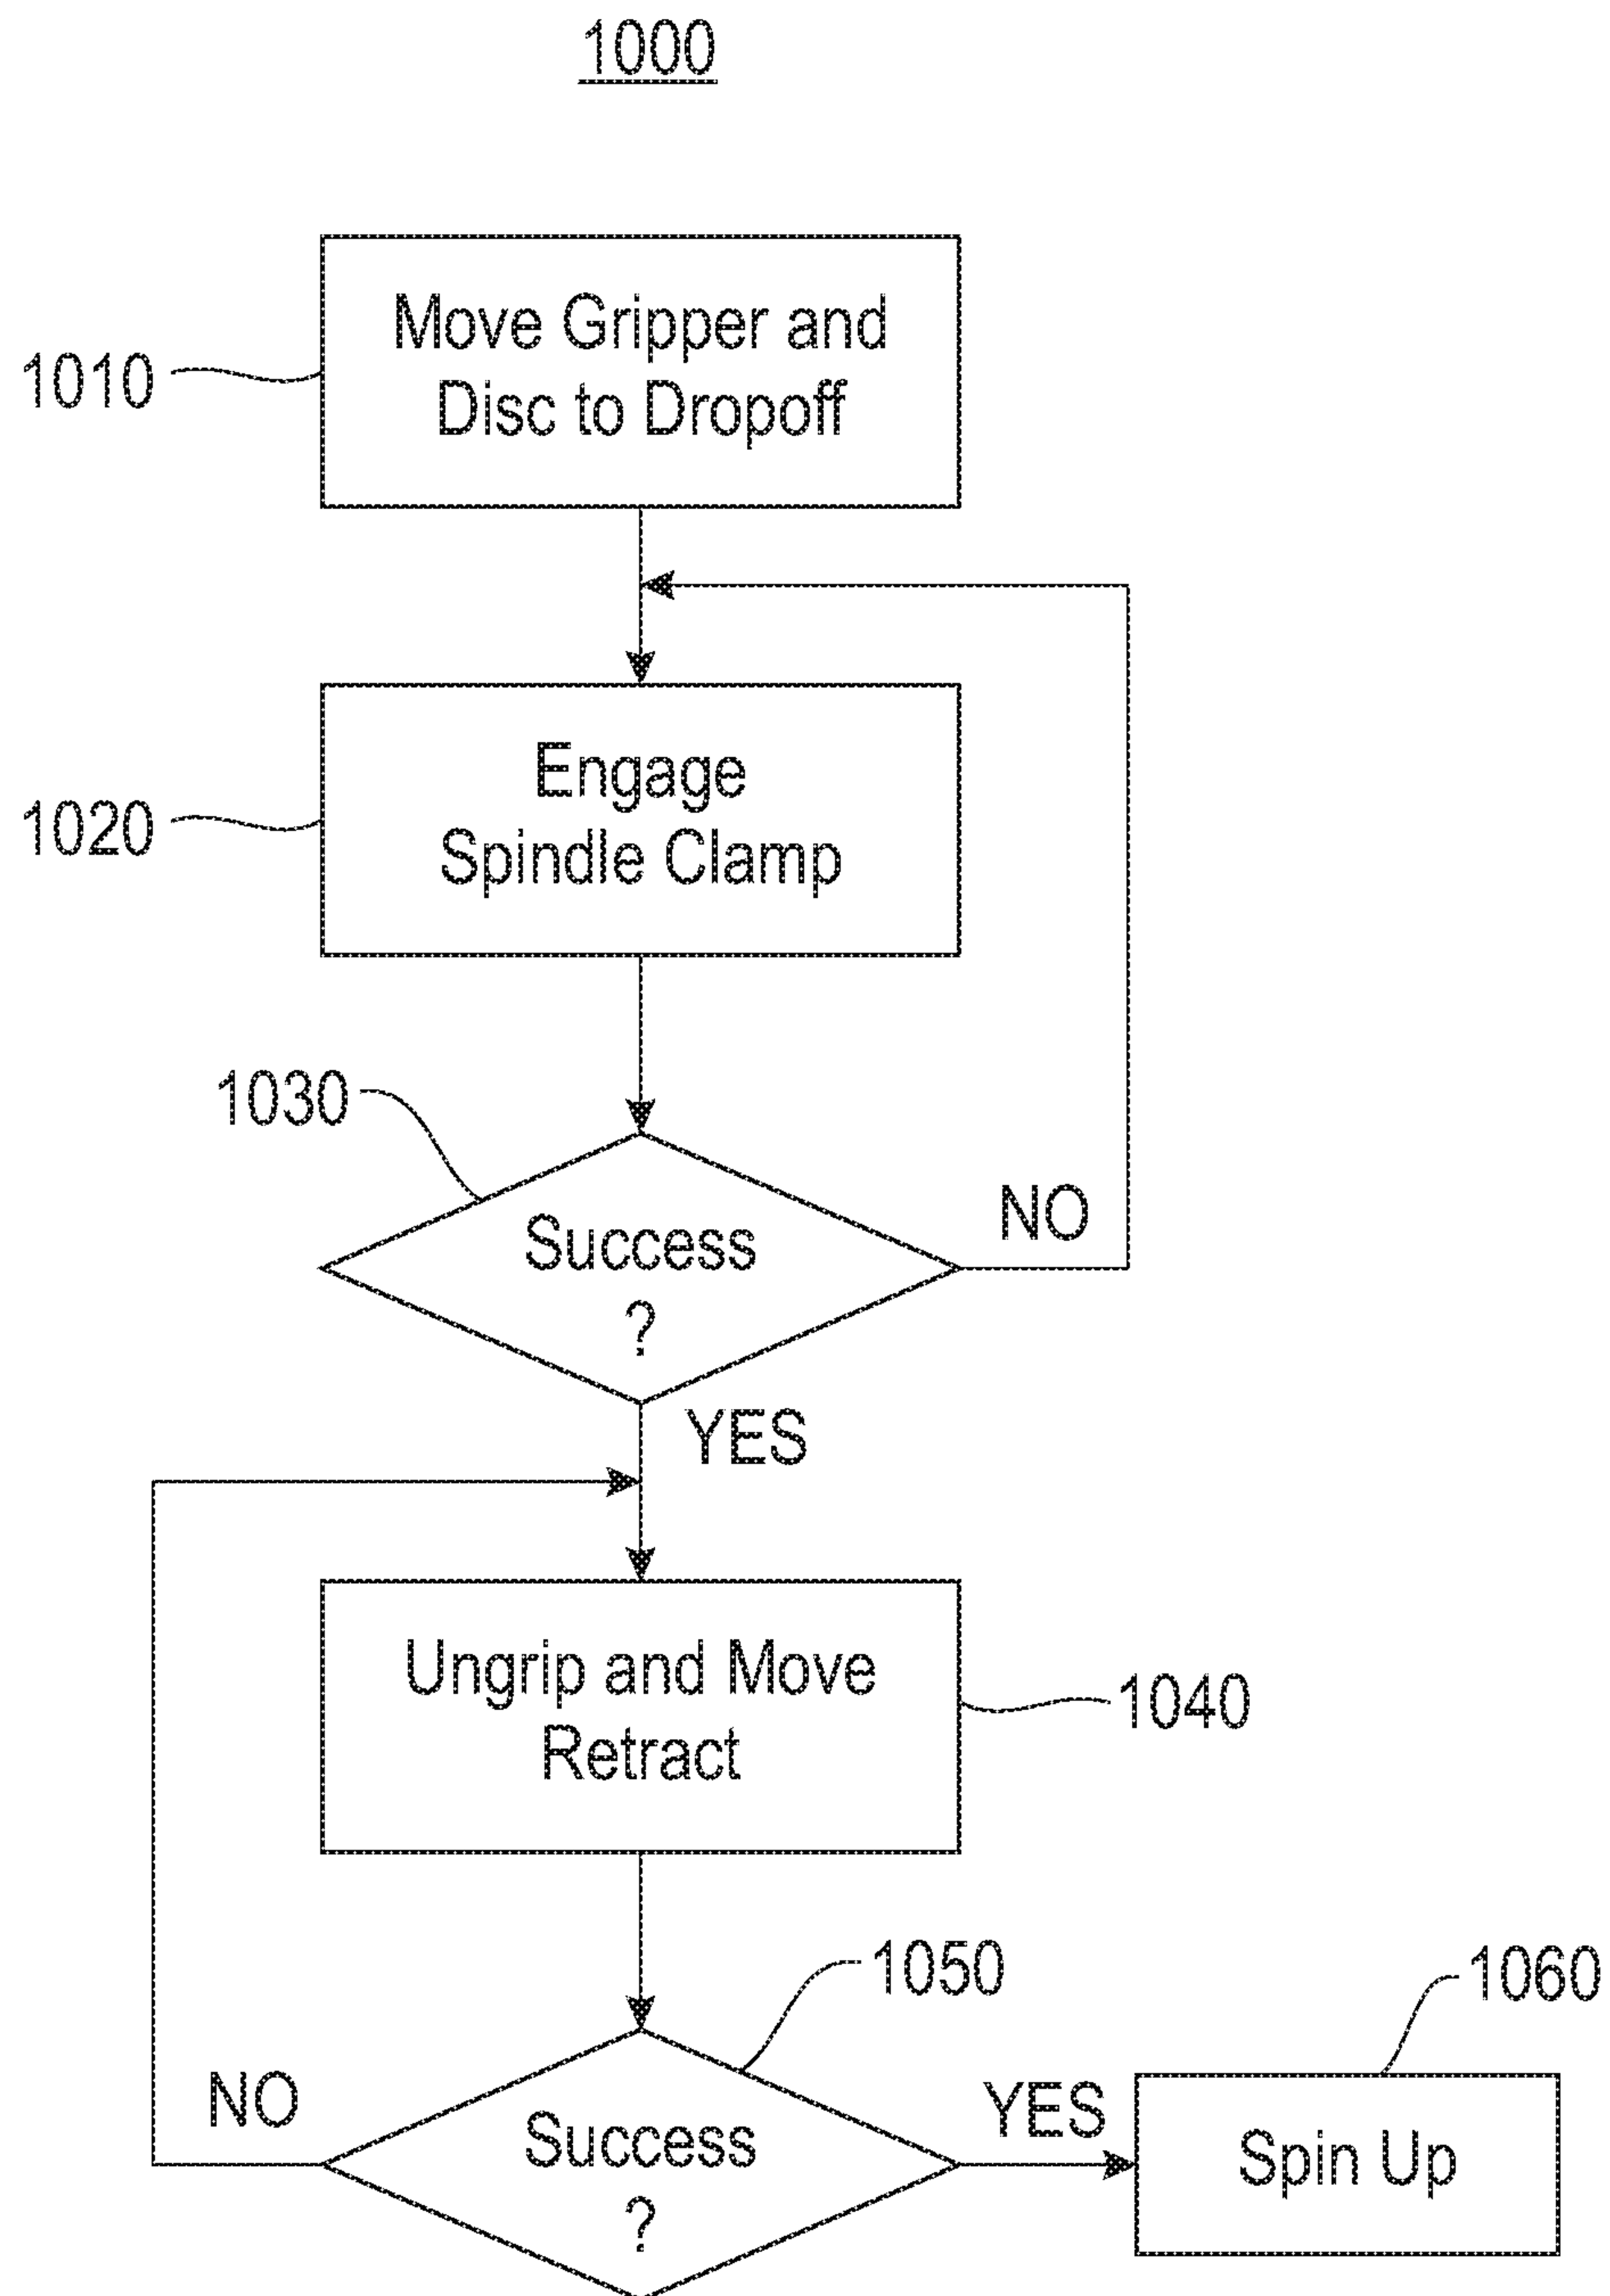 1000
Move Gripper and
Disc to Dropoff
1010
Engage
Spindle Clamp
1020
1030
Success
?
NO
YES
Ungrip and Move
Retract
1040
1050
1060
NO
Success
?
YES
Spin Up